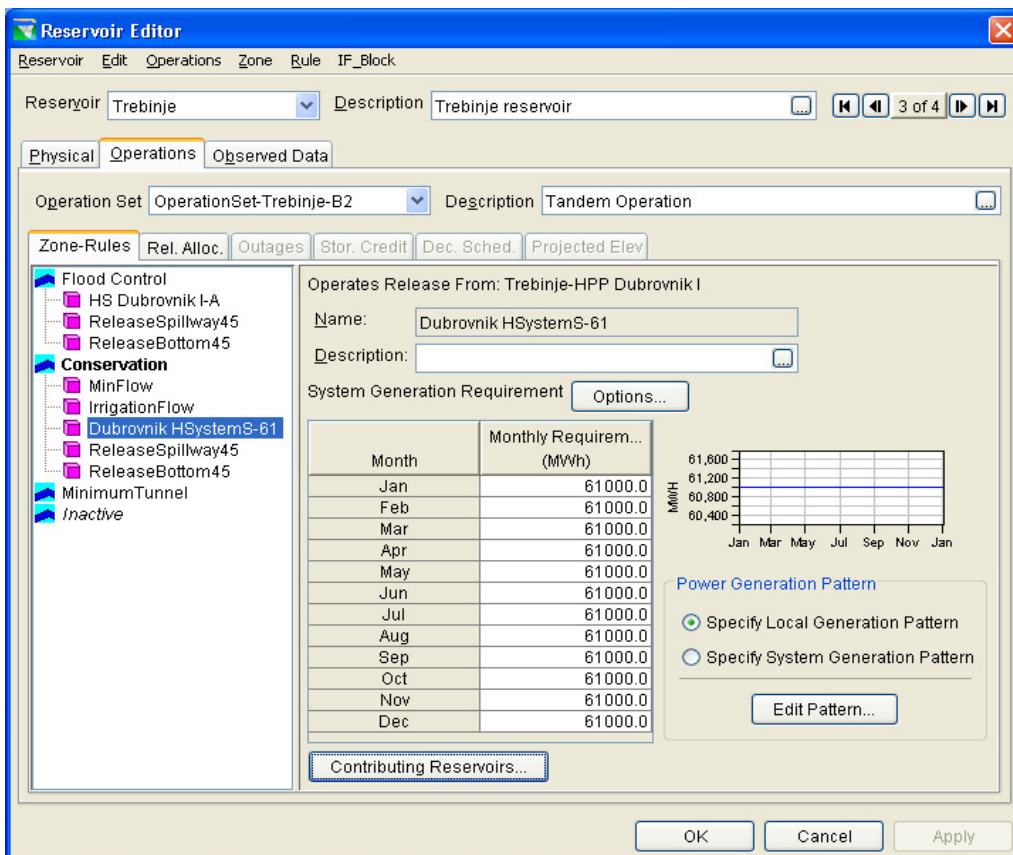 Reservoir Editor
Reservoir Edit Operations Zone Rule IF_Block
Reservoir Trebinje Description Trebinje reservoir ... 3 of 4
Physical Operations Observed Data
Operation Set OperationSet-Trebinje-B2 Description Tandem Operation ...
Zone-Rules Rel. Alloc. Outages Stor. Credit Dec. Sched. Projected Elev
Flood Control
HS Dubrovnik I-A
ReleaseSpillway45
ReleaseBottom45
Conservation
MinFlow
IrrigationFlow
Dubrovnik HSystemS-61
ReleaseSpillway45
ReleaseBottom45
MinimumTunnel
Inactive
Operates Release From: Trebinje-HPP Dubrovnik I
Name: Dubrovnik HSystemS-61
Description: ...
System Generation Requirement Options...
Month Monthly Requirem... (MWh)
Jan 61000.0
Feb 61000.0
Mar 61000.0
Apr 61000.0
May 61000.0
Jun 61000.0
Jul 61000.0
Aug 61000.0
Sep 61000.0
Oct 61000.0
Nov 61000.0
Dec 61000.0
MWH
61,600
61,200
60,800
60,400
Jan Mar May Jul Sep Nov Jan
Power Generation Pattern
Specify Local Generation Pattern
Specify System Generation Pattern
Edit Pattern...
Contributing Reservoirs...
OK Cancel Apply